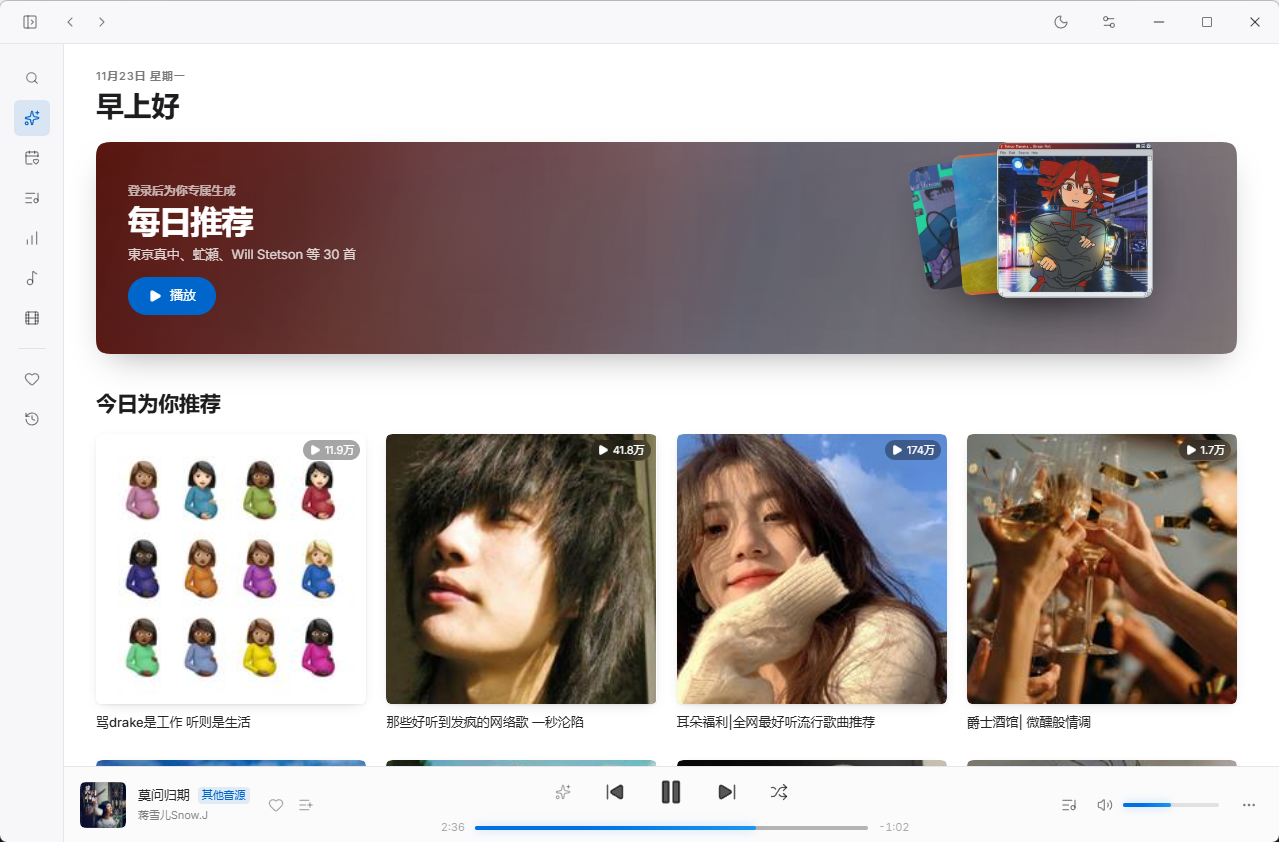 11月23日 星期一
早上好
登录后为你专属生成
每日推荐
東京真中、虻瀬、Will Stetson 等 30 首
播放
今日为你推荐
11.9万
41.8万
174万
1.7万
骂drake是工作 听则是生活
那些好听到发疯的网络歌 一秒沦陷
耳朵福利|全网最好听流行歌曲推荐
爵士酒馆| 微醺般情调
莫问归期 其他音源
蒋雪儿Snow.J
2:36
-1:02